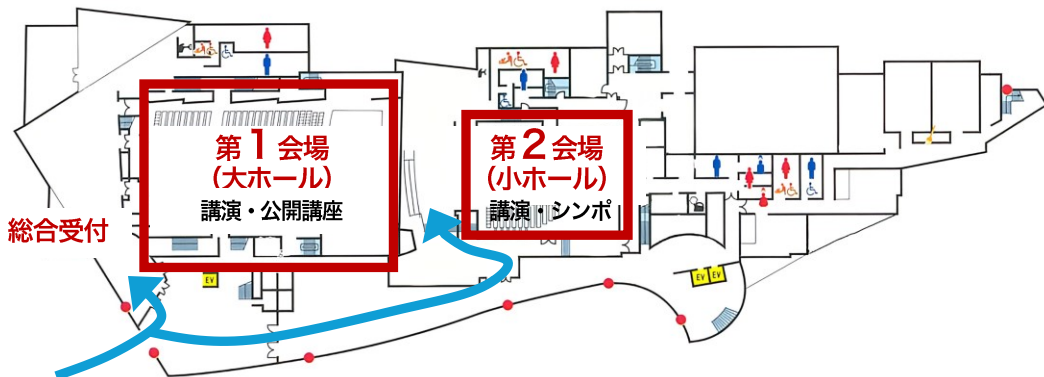 第1会場
(大ホール)
講演・公開講座
第2会場
(小ホール)
講演・シンポ
総合受付
EV
EV EV